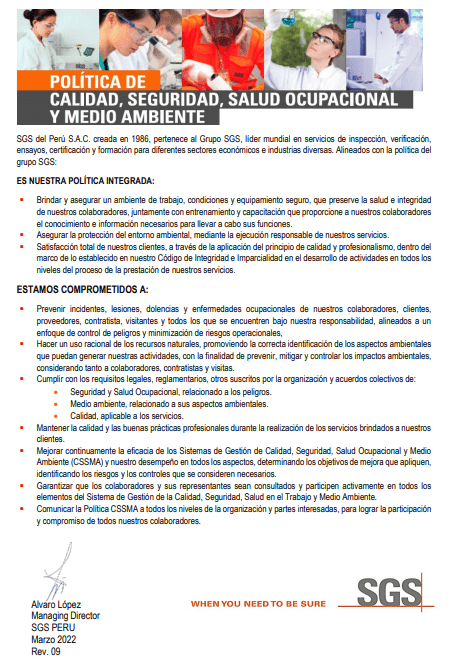 POLÍTICA DE
CALIDAD, SEGURIDAD, SALUD OCUPACIONAL
Y MEDIO AMBIENTE
SGS del Perú S.A.C. creada en 1986, pertenece al Grupo SGS, líder mundial en servicios de inspección, verificación,
ensayos, certificación y formación para diferentes sectores económicos e industrias diversas. Alineados con la política del
grupo SGS:
ES NUESTRA POLÍTICA INTEGRADA:
▪ Brindar y asegurar un ambiente de trabajo, condiciones y equipamiento seguro, que preserve la salud e integridad
de nuestros colaboradores, juntamente con entrenamiento y capacitación que proporcione a nuestros colaboradores
el conocimiento e información necesarios para llevar a cabo sus funciones.
▪ Asegurar la protección del entorno ambiental, mediante la ejecución responsable de nuestros servicios.
▪ Satisfacción total de nuestros clientes, a través de la aplicación del principio de calidad y profesionalismo, dentro del
marco de lo establecido en nuestro Código de Integridad e Imparcialidad en el desarrollo de actividades en todos los
niveles del proceso de la prestación de nuestros servicios.
ESTAMOS COMPROMETIDOS A:
▪ Prevenir incidentes, lesiones, dolencias y enfermedades ocupacionales de nuestros colaboradores, clientes,
proveedores, contratista, visitantes y todos los que se encuentren bajo nuestra responsabilidad, alineados a un
enfoque de control de peligros y minimización de riesgos operacionales,
▪ Hacer un uso racional de los recursos naturales, promoviendo la correcta identificación de los aspectos ambientales
que puedan generar nuestras actividades, con la finalidad de prevenir, mitigar y controlar los impactos ambientales,
considerando tanto a colaboradores, contratistas y visitas.
▪ Cumplir con los requisitos legales, reglamentarios, otros suscritos por la organización y acuerdos colectivos de:
• Seguridad y Salud Ocupacional, relacionado a los peligros.
• Medio ambiente, relacionado a sus aspectos ambientales.
• Calidad, aplicable a los servicios.
▪ Mantener la calidad y las buenas prácticas profesionales durante la realización de los servicios brindados a nuestros
clientes.
▪ Mejorar continuamente la eficacia de los Sistemas de Gestión de Calidad, Seguridad, Salud Ocupacional y Medio
Ambiente (CSSMA) y nuestro desempeño en todos los aspectos, determinando los objetivos de mejora que apliquen,
identificando los riesgos y los controles que se consideren necesarios.
▪ Garantizar que los colaboradores y sus representantes sean consultados y participen activamente en todos los
elementos del Sistema de Gestión de la Calidad, Seguridad, Salud en el Trabajo y Medio Ambiente.
▪ Comunicar la Política CSSMA a todos los niveles de la organización y partes interesadas, para lograr la participación
y compromiso de todos nuestros colaboradores.
Alvaro López
Managing Director
SGS PERU
Marzo 2022
Rev. 09
WHEN YOU NEED TO BE SURE
SGS